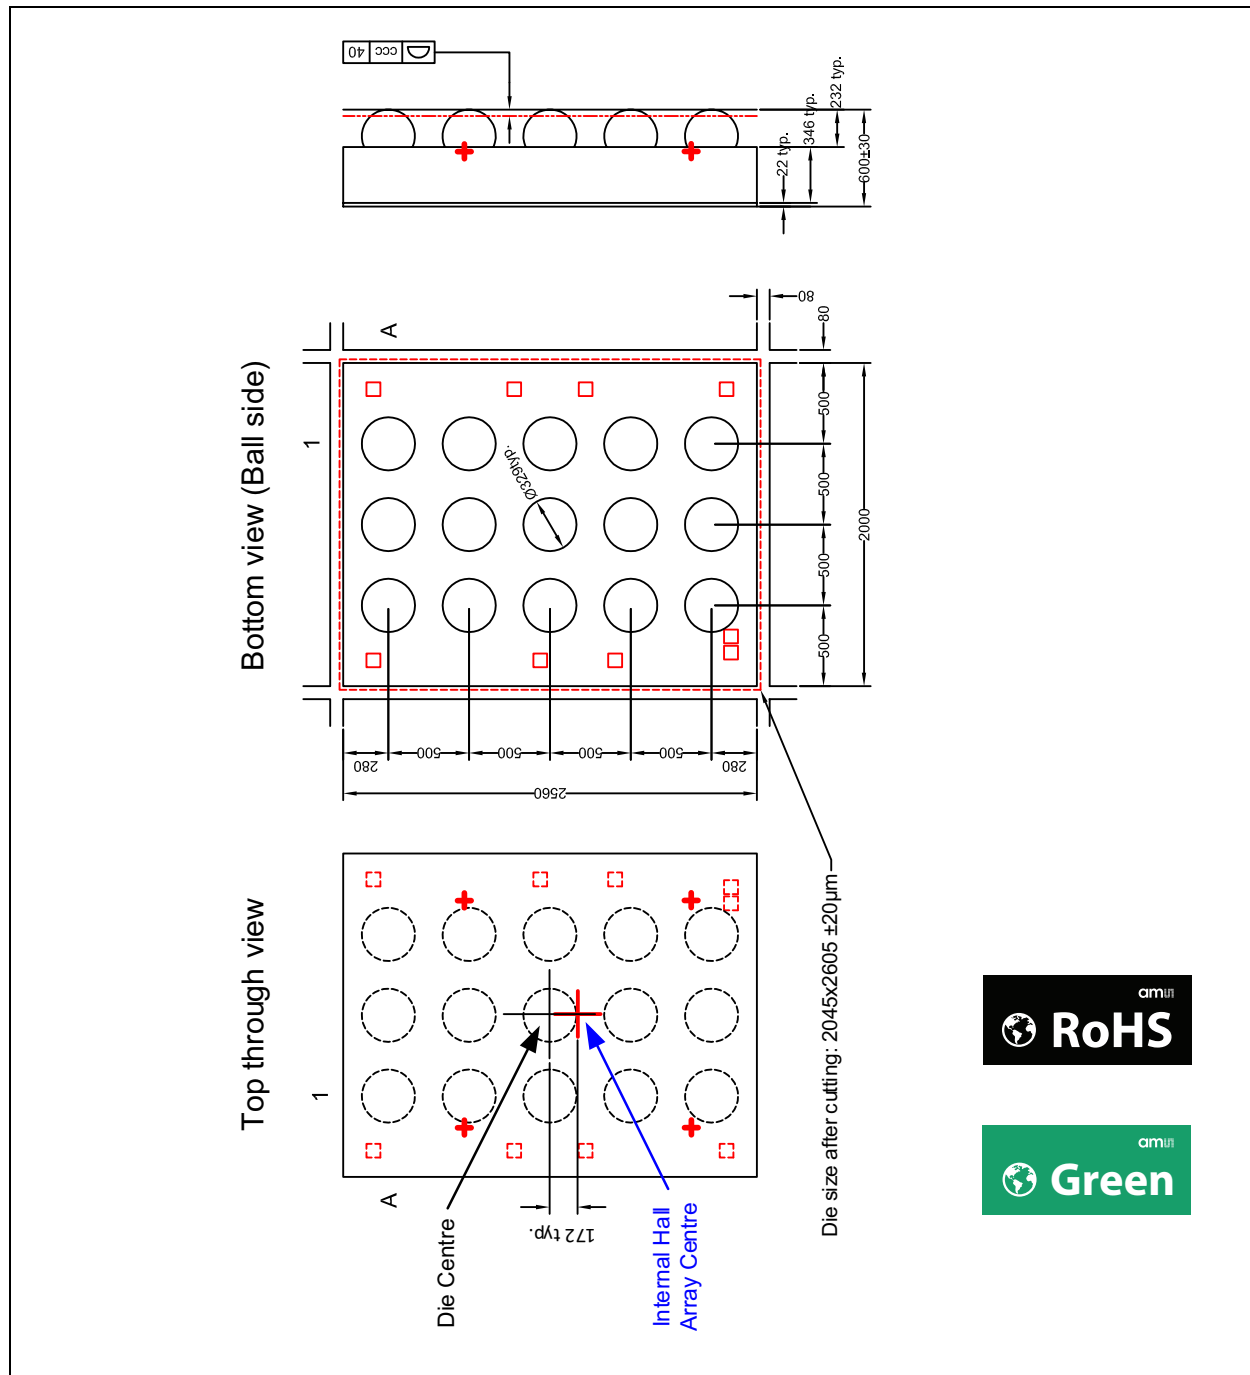 40 ccc
232 typ.
346 typ.
22 typ.
600±30
Bottom view (Ball side)
1
A
80
80
Ø329typ.
500
500
500
500
2000
280
500
500
500
500
280
2560
Die size after cutting: 2045x2605 ±20µm
Top through view
1
A
Die Centre
172 typ.
Internal Hall
Array Centre
am
RoHS
am
Green